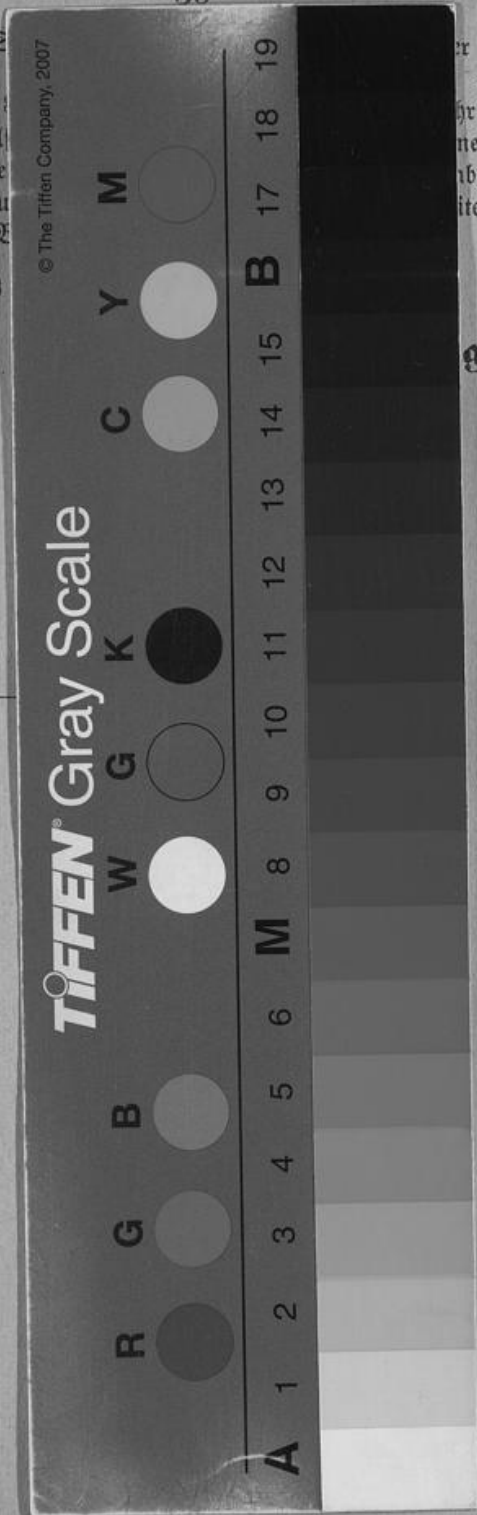 TIFFEN® Gray Scale
© The Tiffen Company, 2007
R G B W G K C Y M
A 1 2 3 4 5 6 M 8 9 10 11 12 13 14 15 B 17 18 19